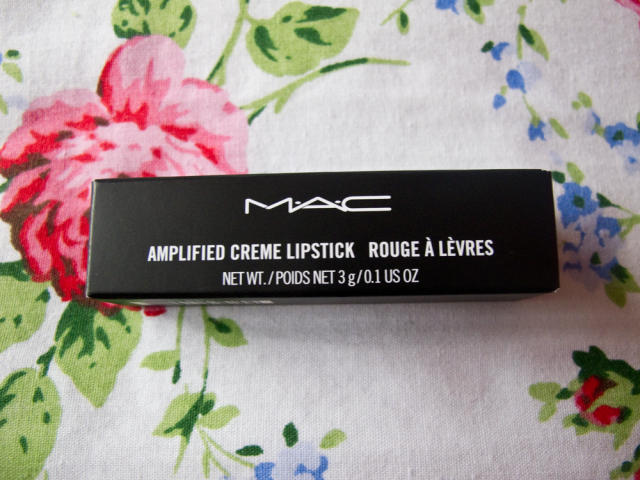 M·A·C
AMPLIFIED CREME LIPSTICK ROUGE À LÈVRES
NET WT./POIDS NET 3 g/0.1 US OZ